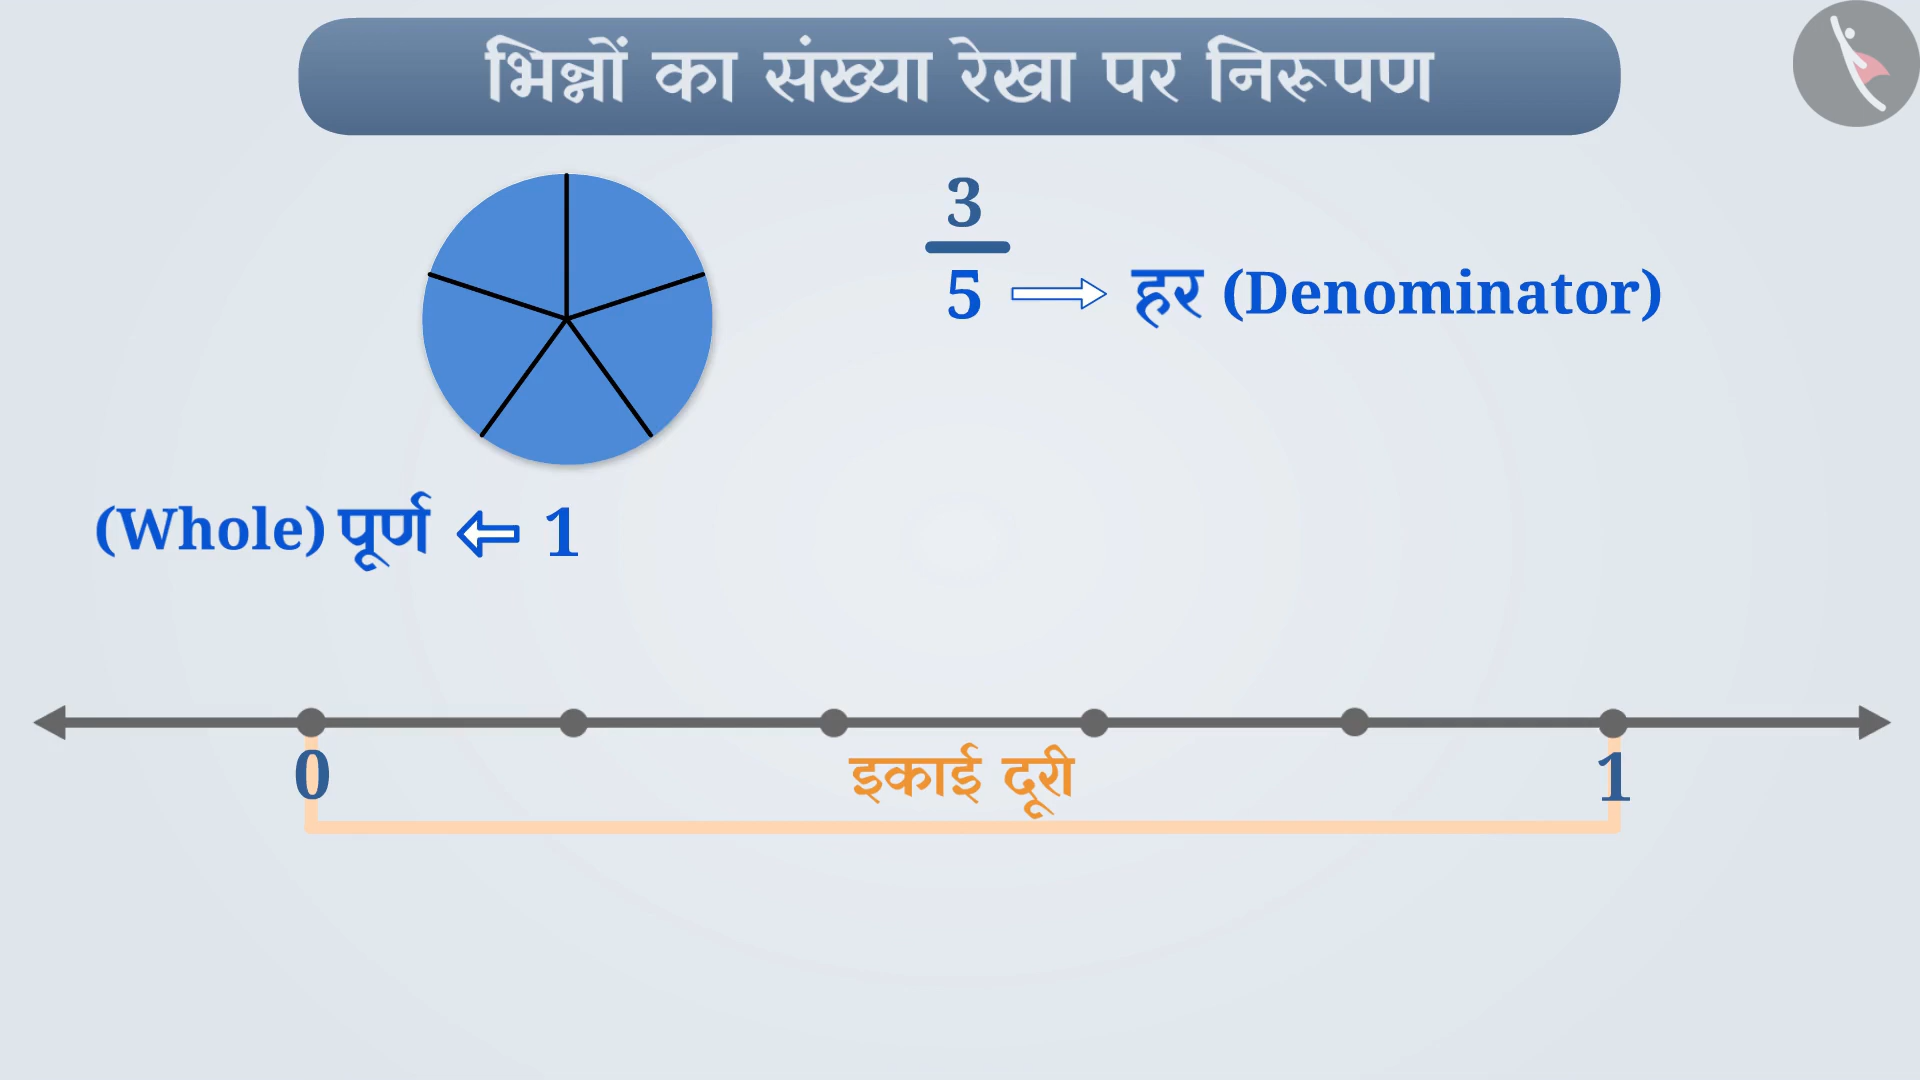 भिन्नों का संख्या रेखा पर निरूपण
3
5 हर (Denominator)
(Whole) पूर्ण 1
0 इकाई दूरी 1